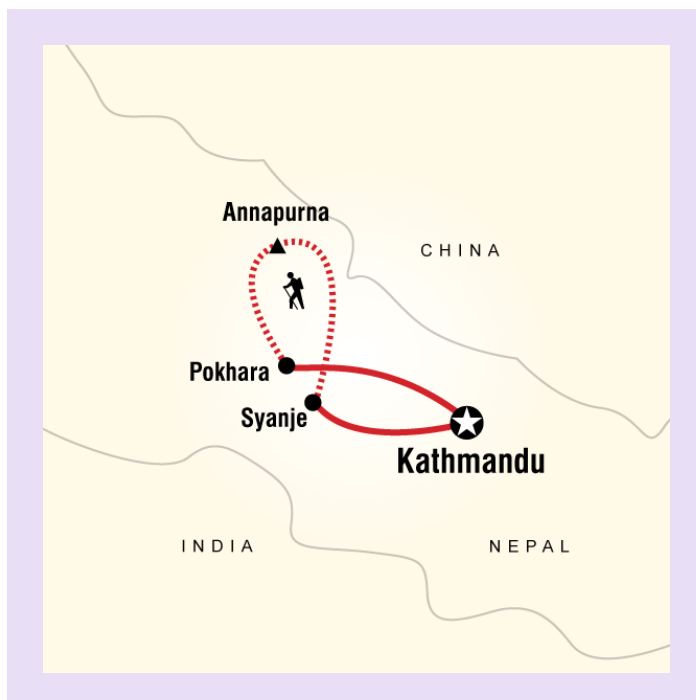 Annapurna
CHINA
Pokhara
Syanje
Kathmandu
INDIA
NEPAL